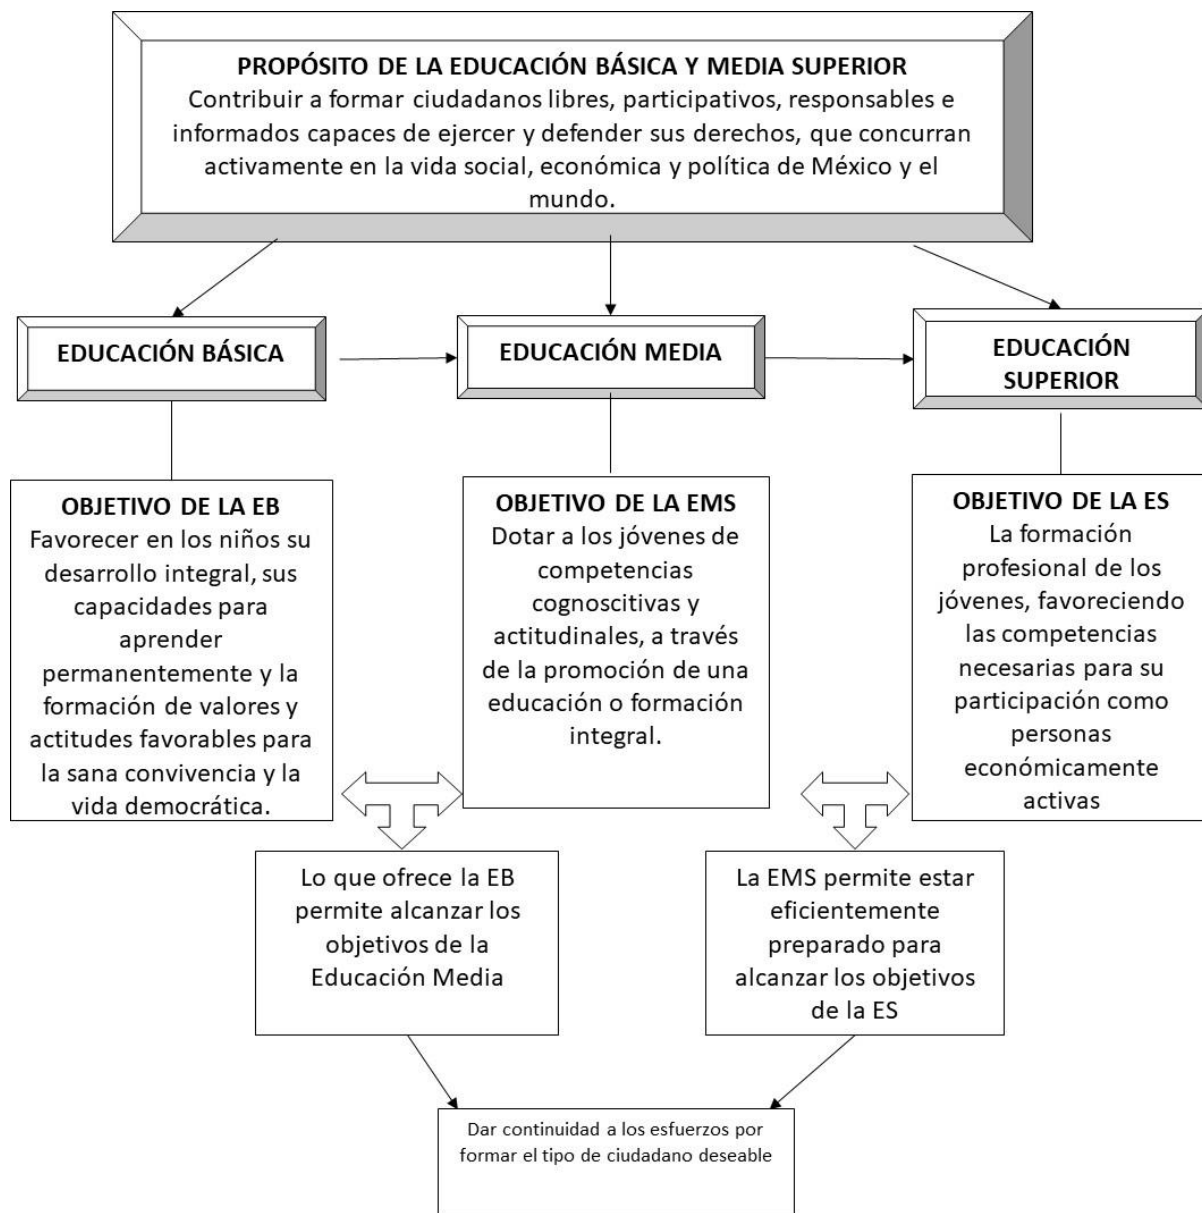 PROPÓSITO DE LA EDUCACIÓN BÁSICA Y MEDIA SUPERIOR
Contribuir a formar ciudadanos libres, participativos, responsables e
informados capaces de ejercer y defender sus derechos, que concurran
activamente en la vida social, económica y política de México y el
mundo.
EDUCACIÓN BÁSICA
EDUCACIÓN MEDIA
EDUCACIÓN
SUPERIOR
OBJETIVO DE LA EB
Favorecer en los niños su
desarrollo integral, sus
capacidades para
aprender
permanentemente y la
formación de valores y
actitudes favorables para
la sana convivencia y la
vida democrática.
OBJETIVO DE LA EMS
Dotar a los jóvenes de
competencias
cognoscitivas y
actitudinales, a través
de la promoción de una
educación o formación
integral.
OBJETIVO DE LA ES
La formación
profesional de los
jóvenes, favoreciendo
las competencias
necesarias para su
participación como
personas
económicamente
activas
Lo que ofrece la EB
permite alcanzar los
objetivos de la
Educación Media
La EMS permite estar
eficientemente
preparado para
alcanzar los objetivos
de la ES
Dar continuidad a los esfuerzos por
formar el tipo de ciudadano deseable